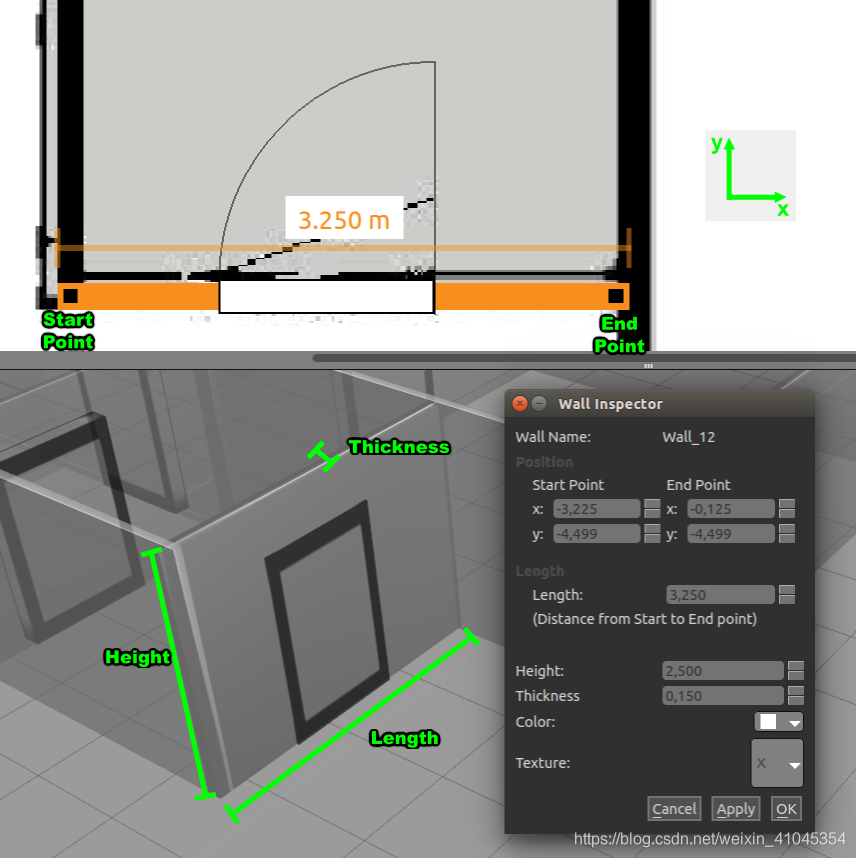 y
x
3.250 m
Start
Point
End
Point
Thickness
Height
Length
Wall Inspector
Wall Name: Wall_12
Position
Start Point End Point
x: -3,225 x: -0,125
y: -4,499 y: -4,499
Length
Length: 3,250
(Distance from Start to End point)
Height: 2,500
Thickness 0,150
Color:
Texture: X
Cancel Apply OK
https://blog.csdn.net/weixin_41045354